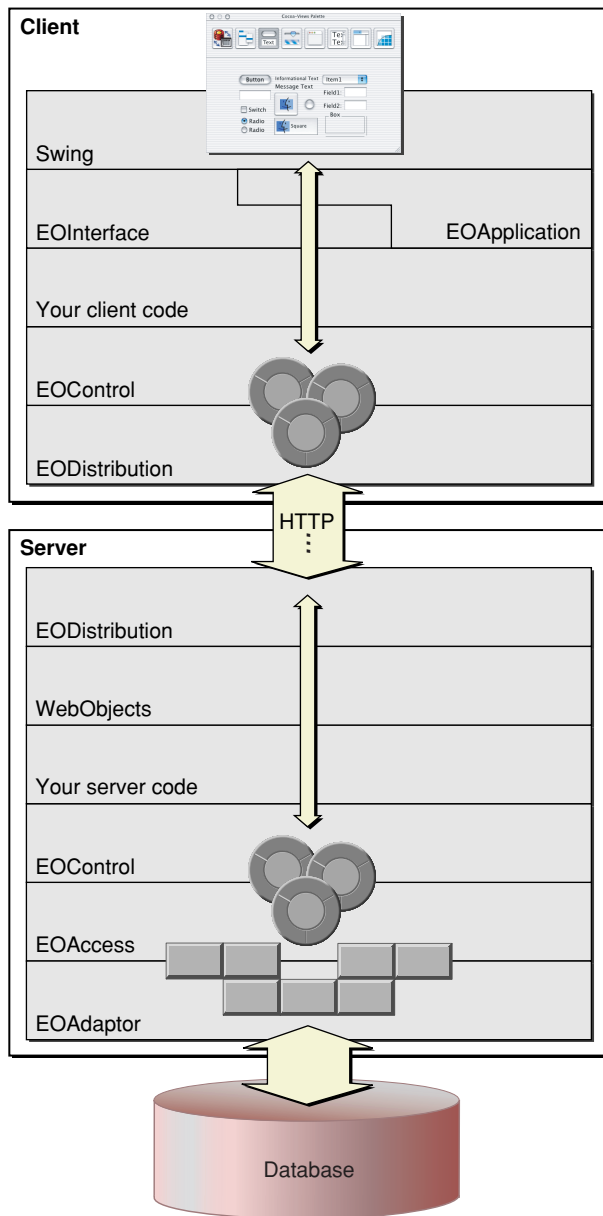 Client
Cocoa-Views Palette
Text
Button
Informational Text
Item1
Message Text
Field1:
Switch
Field2:
Radio
Box
Radio
Square
Swing
EOInterface
EOApplication
Your client code
EOControl
EODistribution
HTTP
Server
EODistribution
WebObjects
Your server code
EOControl
EOAccess
EOAdaptor
Database